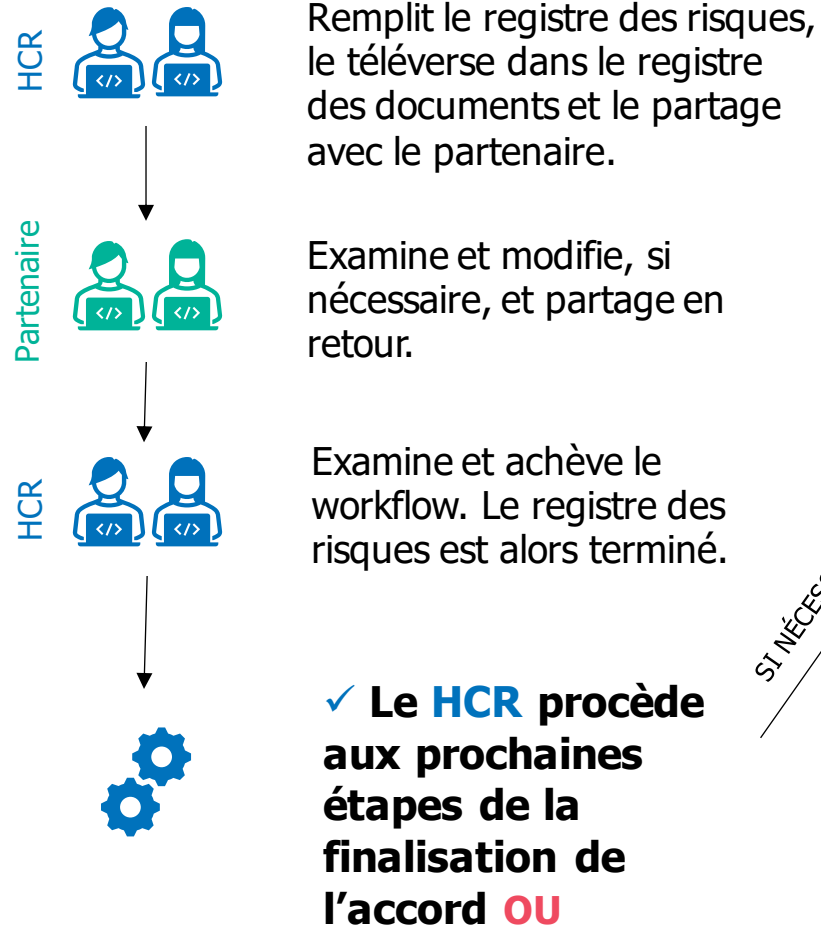 HCR
Remplit le registre des risques,
le téléverse dans le registre
des documents et le partage
avec le partenaire.
Partenaire
Examine et modifie, si
nécessaire, et partage en
retour.
HCR
Examine et achève le
workflow. Le registre des
risques est alors terminé.
SI
✓ Le HCR procède
aux prochaines
étapes de la
finalisation de
l’accord OU